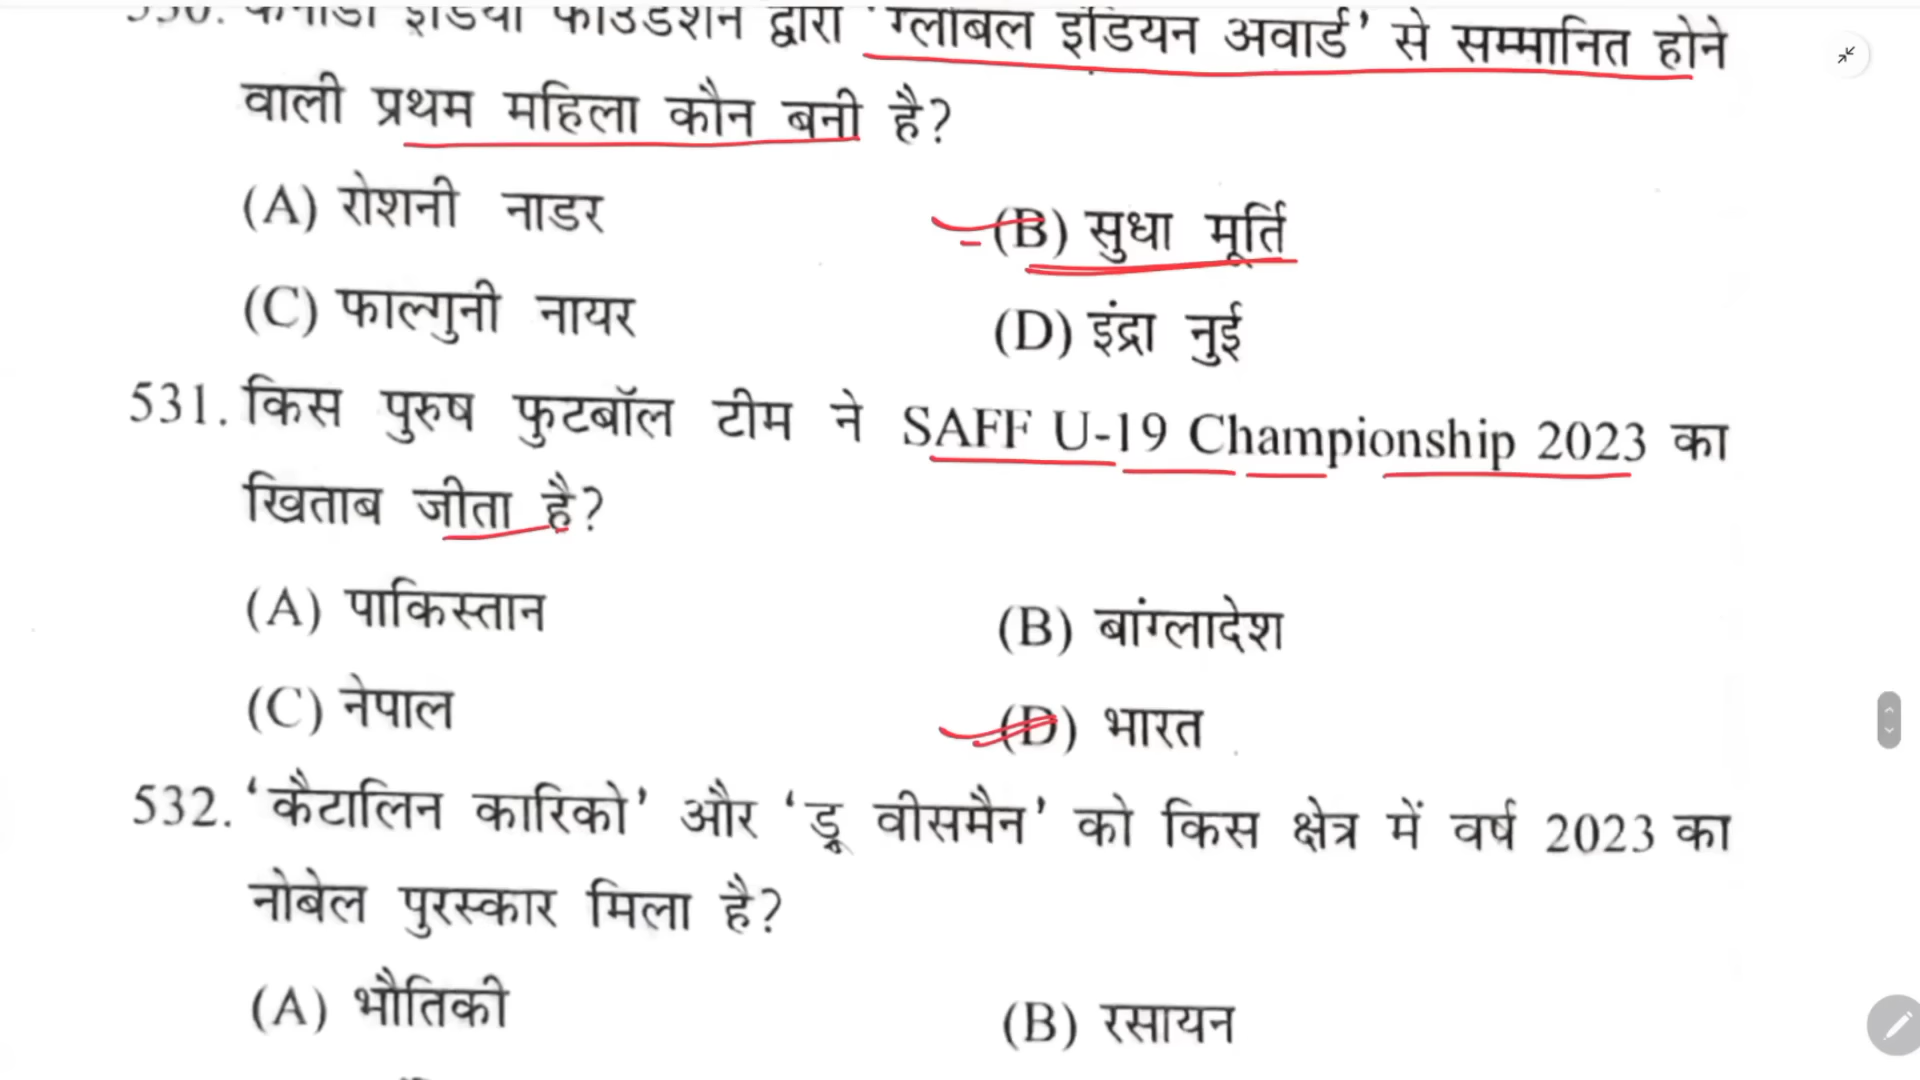 530. कनाडा इंडिया फाउंडेशन द्वारा 'ग्लोबल इंडियन अवार्ड' से सम्मानित होने
वाली प्रथम महिला कौन बनी है?
(A) रोशनी नाडर
(B) सुधा मूर्ति
(C) फाल्गुनी नायर
(D) इंद्रा नुई
531. किस पुरुष फुटबॉल टीम ने SAFF U-19 Championship 2023 का
खिताब जीता है?
(A) पाकिस्तान
(B) बांग्लादेश
(C) नेपाल
(D) भारत
532. 'कैटालिन कारिको' और 'ड्रू वीसमैन' को किस क्षेत्र में वर्ष 2023 का
नोबेल पुरस्कार मिला है?
(A) भौतिकी
(B) रसायन